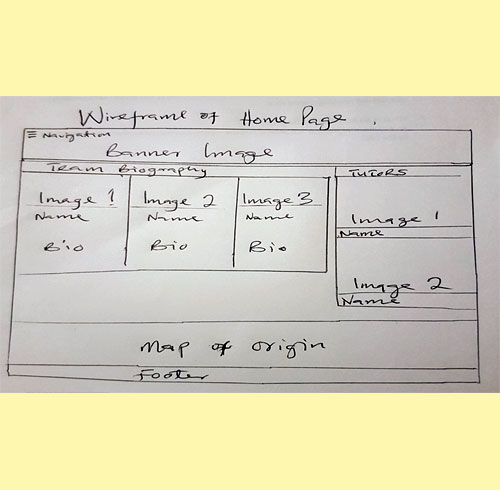 Wireframe of Home Page .
≡ Navigation
Banner Image
Team Biography
Image 1
Name
Bio
Image 2
Name
Bio
Image 3
Name
Bio
TUTORS
Image 1
Name
Image 2
Name
Map of origin
Footer